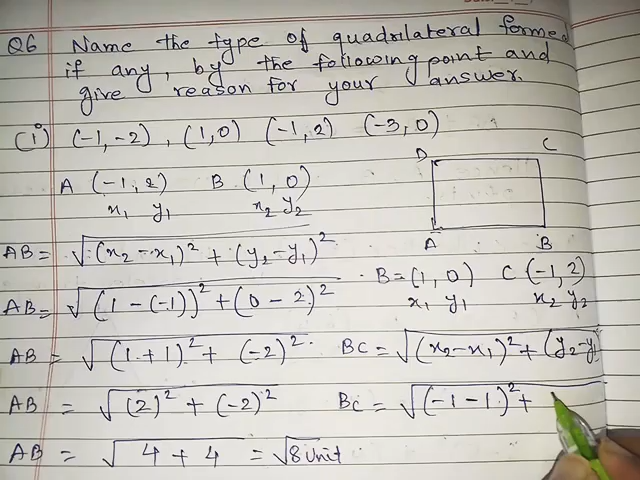 Q6 Name the type of quadrilateral formed
if any, by the following point and
give reason for your answer.
(i) (-1,-2), (1,0) (-1,2) (-3,0)
D C
A B
A (-1,2) B (1,0)
x₁ y₁ x₂ y₂
AB = √(x₂-x₁)² + (y₂-y₁)²
AB = √(1-(-1))² + (0-2)²
B = (1,0) C (-1,2)
x₁ y₁ x₂ y₂
AB = √(1+1)² + (-2)²
BC = √(x₂-x₁)² + (y₂-y₁
AB = √(2)² + (-2)²
BC = √(-1-1)² +
AB = √4+4 = √8 unit